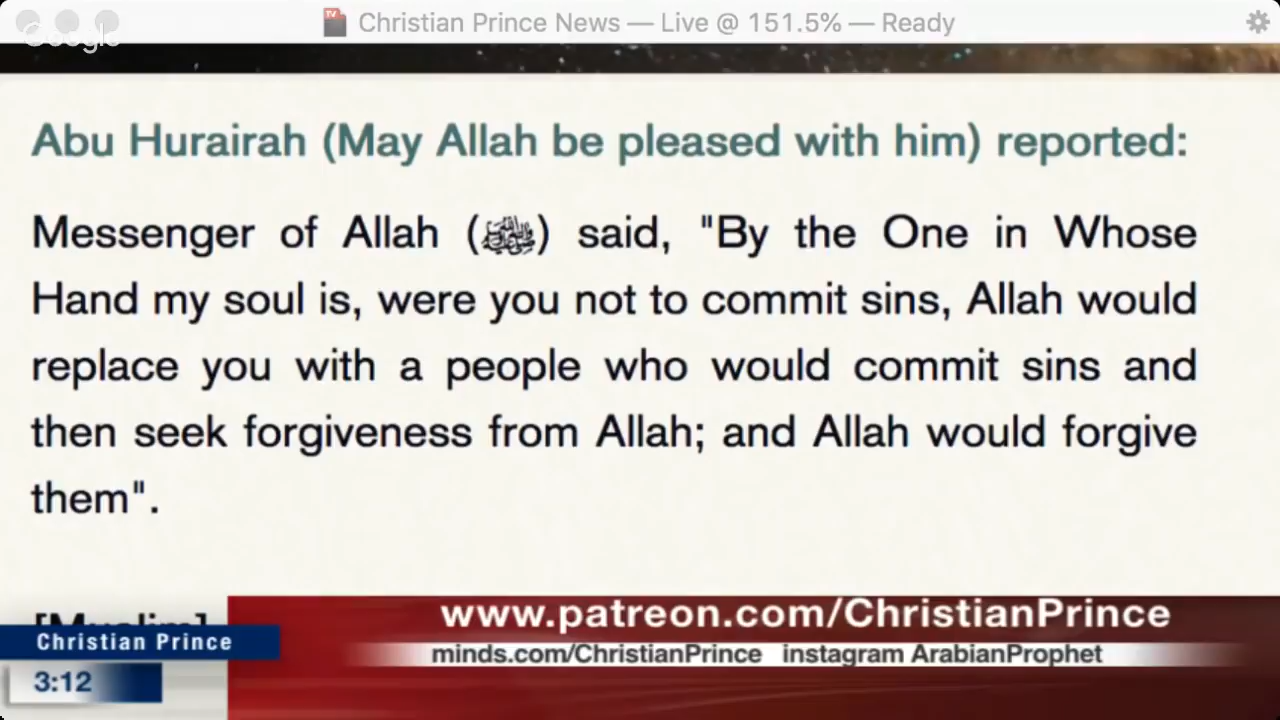 Christian Prince News — Live @ 151.5% — Ready
Google
Abu Hurairah (May Allah be pleased with him) reported:
Messenger of Allah (ﷺ) said, "By the One in Whose
Hand my soul is, were you not to commit sins, Allah would
replace you with a people who would commit sins and
then seek forgiveness from Allah; and Allah would forgive
them".
[Muslim]
www.patreon.com/ChristianPrince
Christian Prince
minds.com/ChristianPrince instagram ArabianProphet
3:12